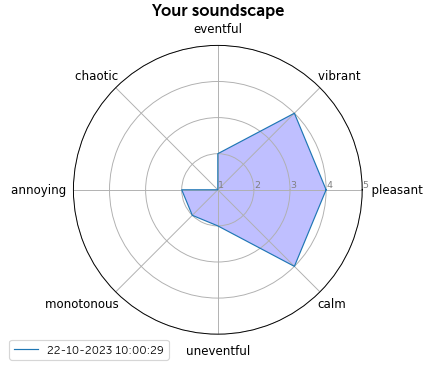 Your soundscape
eventful
chaotic
vibrant
annoying
1 2 3 4 5
pleasant
monotonous
calm
uneventful
22-10-2023 10:00:29